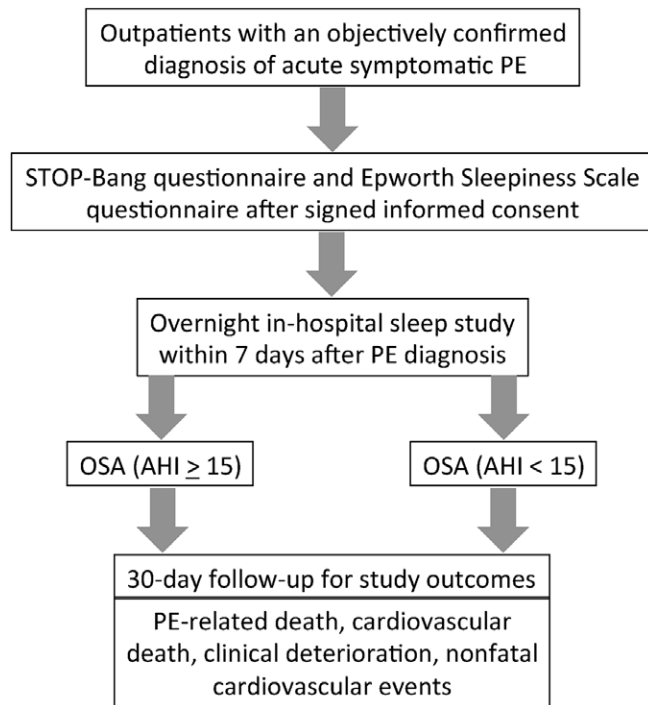 Outpatients with an objectively confirmed
diagnosis of acute symptomatic PE
STOP-Bang questionnaire and Epworth Sleepiness Scale
questionnaire after signed informed consent
Overnight in-hospital sleep study
within 7 days after PE diagnosis
OSA (AHI ≥ 15)
OSA (AHI < 15)
30-day follow-up for study outcomes
PE-related death, cardiovascular
death, clinical deterioration, nonfatal
cardiovascular events